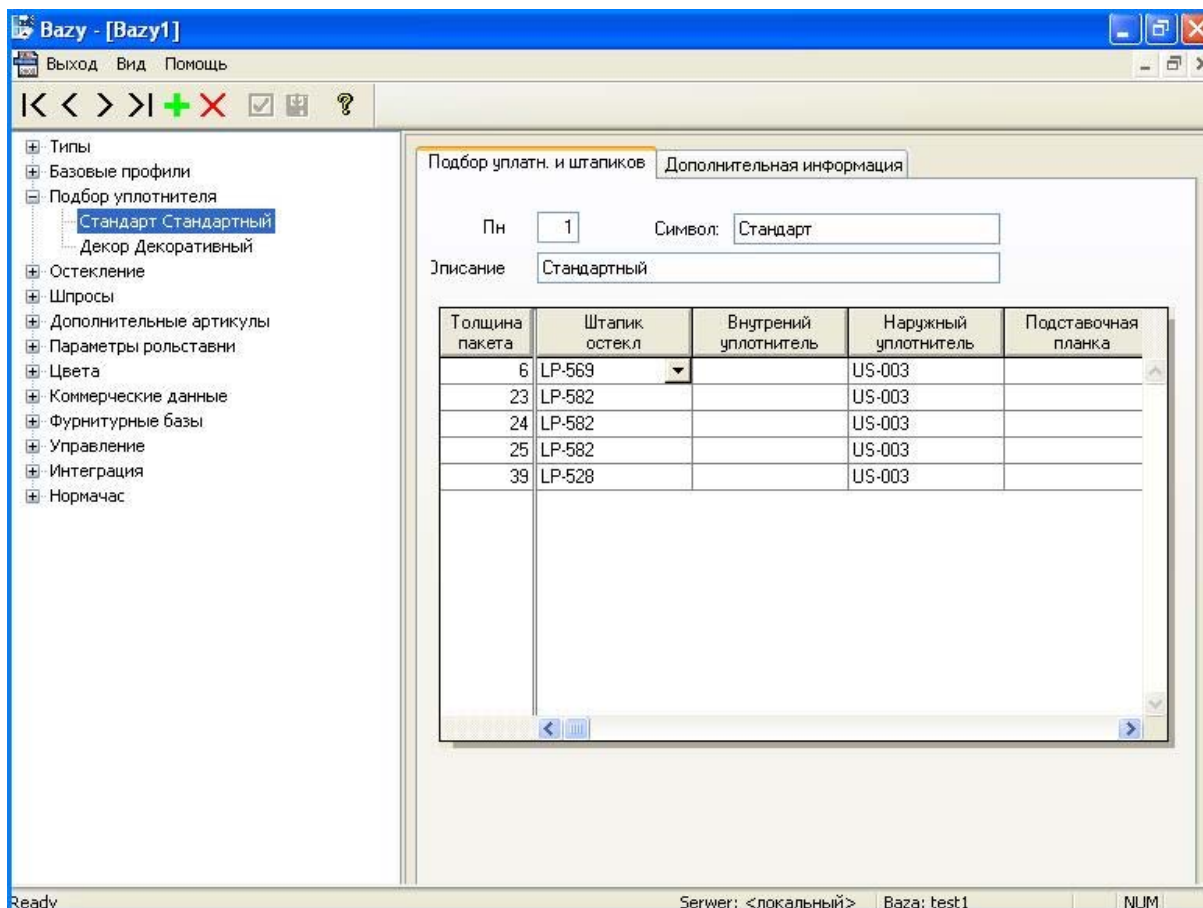 Bazy - [Bazy1]
Выход Вид Помощь
Типы
Базовые профили
Подбор уплотнителя
Стандарт Стандартный
Декор Декоративный
Остекление
Шпросы
Дополнительные артикулы
Параметры рольставни
Цвета
Коммерческие данные
Фурнитурные базы
Управление
Интеграция
Нормачас
Подбор уплатн. и штапиков Дополнительная информация
Пн 1 Символ: Стандарт
Описание Стандартный
Толщина пакета Штапик остекл Внутрений уплотнитель Наружный уплотнитель Подставочная планка
6 LP-569 US-003
23 LP-582 US-003
24 LP-582 US-003
25 LP-582 US-003
39 LP-528 US-003
Ready Serwer: <локальный> Baza: test1 NUM